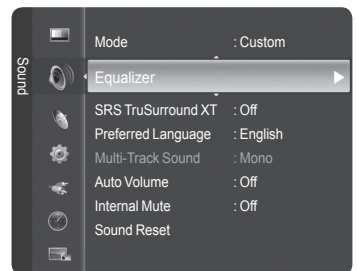 Sound
Mode : Custom
Equalizer
SRS TruSurround XT : Off
Preferred Language : English
Multi-Track Sound : Mono
Auto Volume : Off
Internal Mute : Off
Sound Reset